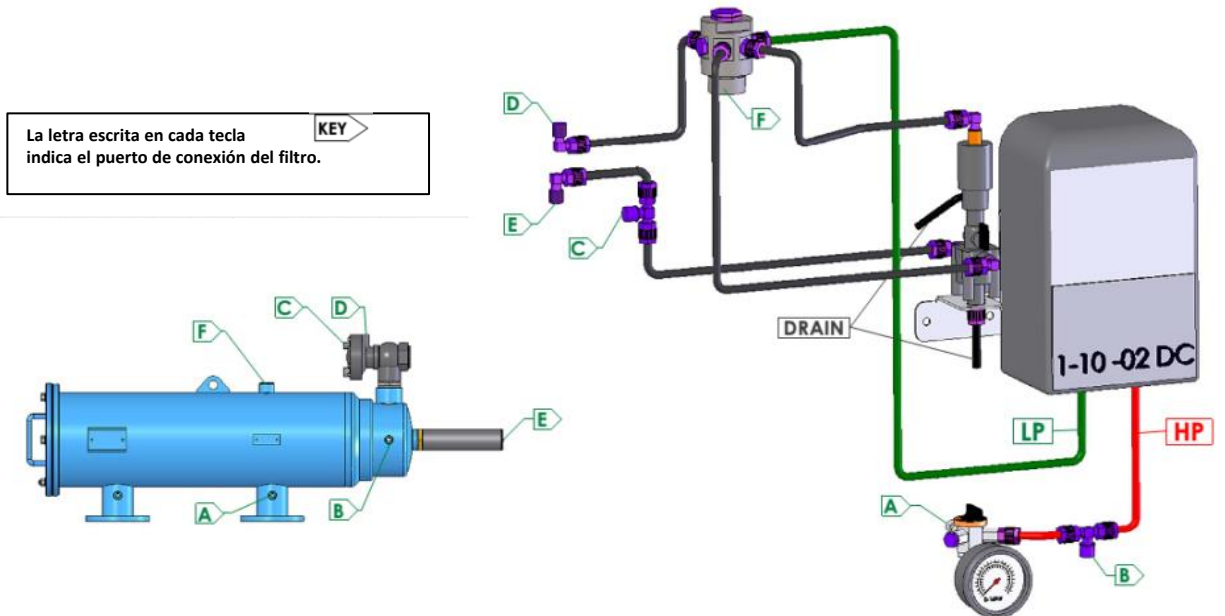 La letra escrita en cada tecla
KEY
indica el puerto de conexión del filtro.
D
F
E
C
DRAIN
1-10 -02 DC
LP
HP
A
B
C
D
F
E
A
B